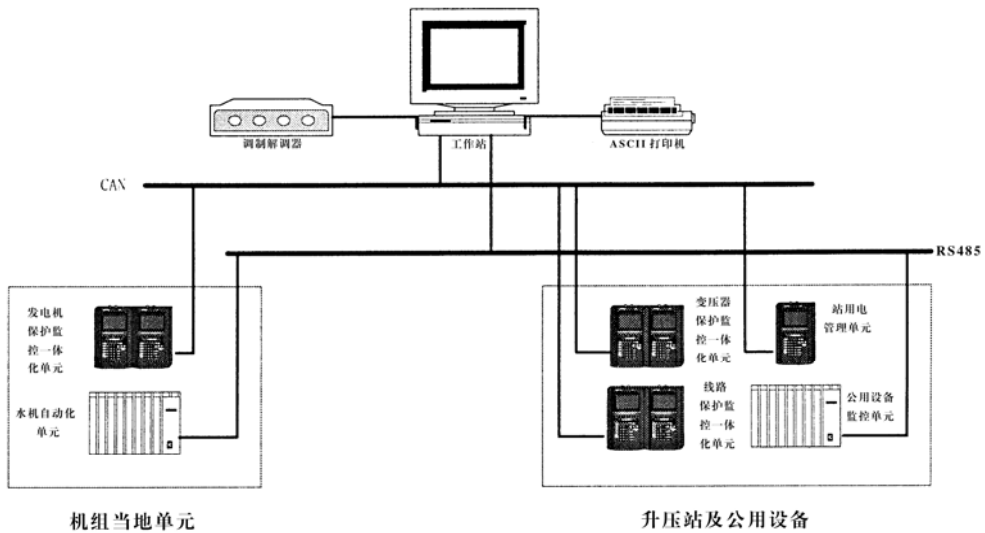 调制解调器
工作站
ASCII 打印机
CAN
RS485
发电机
保护监
控一体
化单元
水机自动化
单元
变压器
保护监
控一体
化单元
站用电
管理单元
线路
保护监
控一体
化单元
公用设备
监控单元
机组当地单元
升压站及公用设备